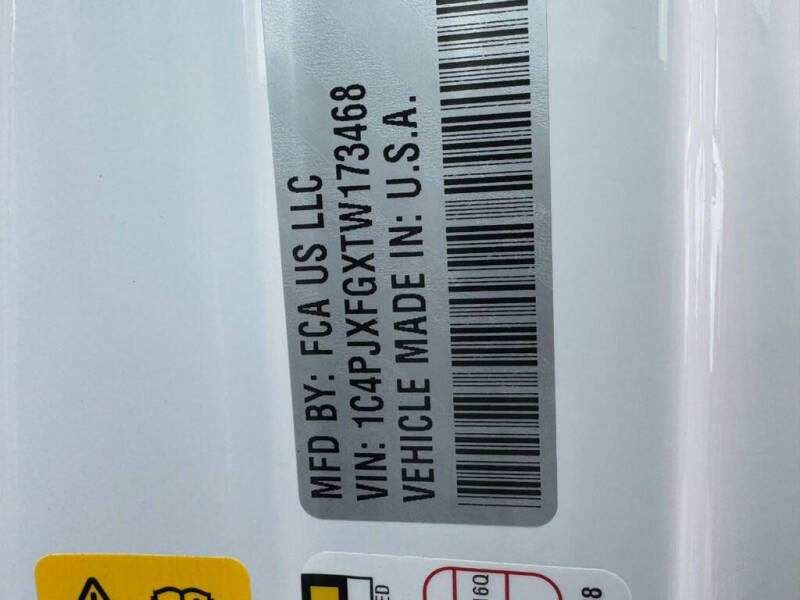 MFD BY: FCA US LLC
VIN: 1C4PJXFGXTW173468
VEHICLE MADE IN: U.S.A.